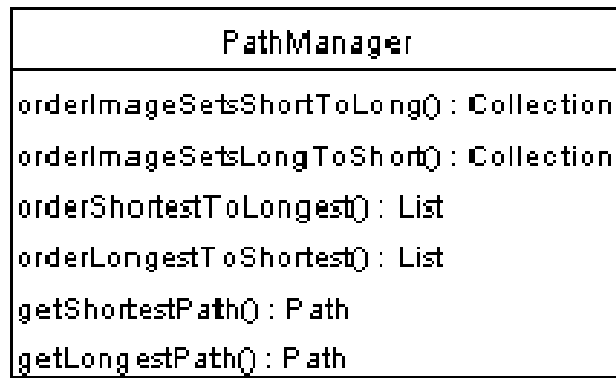 PathManager
orderImageSetsShortToLong() : Collection
orderImageSetsLongToShort() : Collection
orderShortestToLongest() : List
orderLongestToShortest() : List
getShortestPath() : Path
getLongestPath() : Path